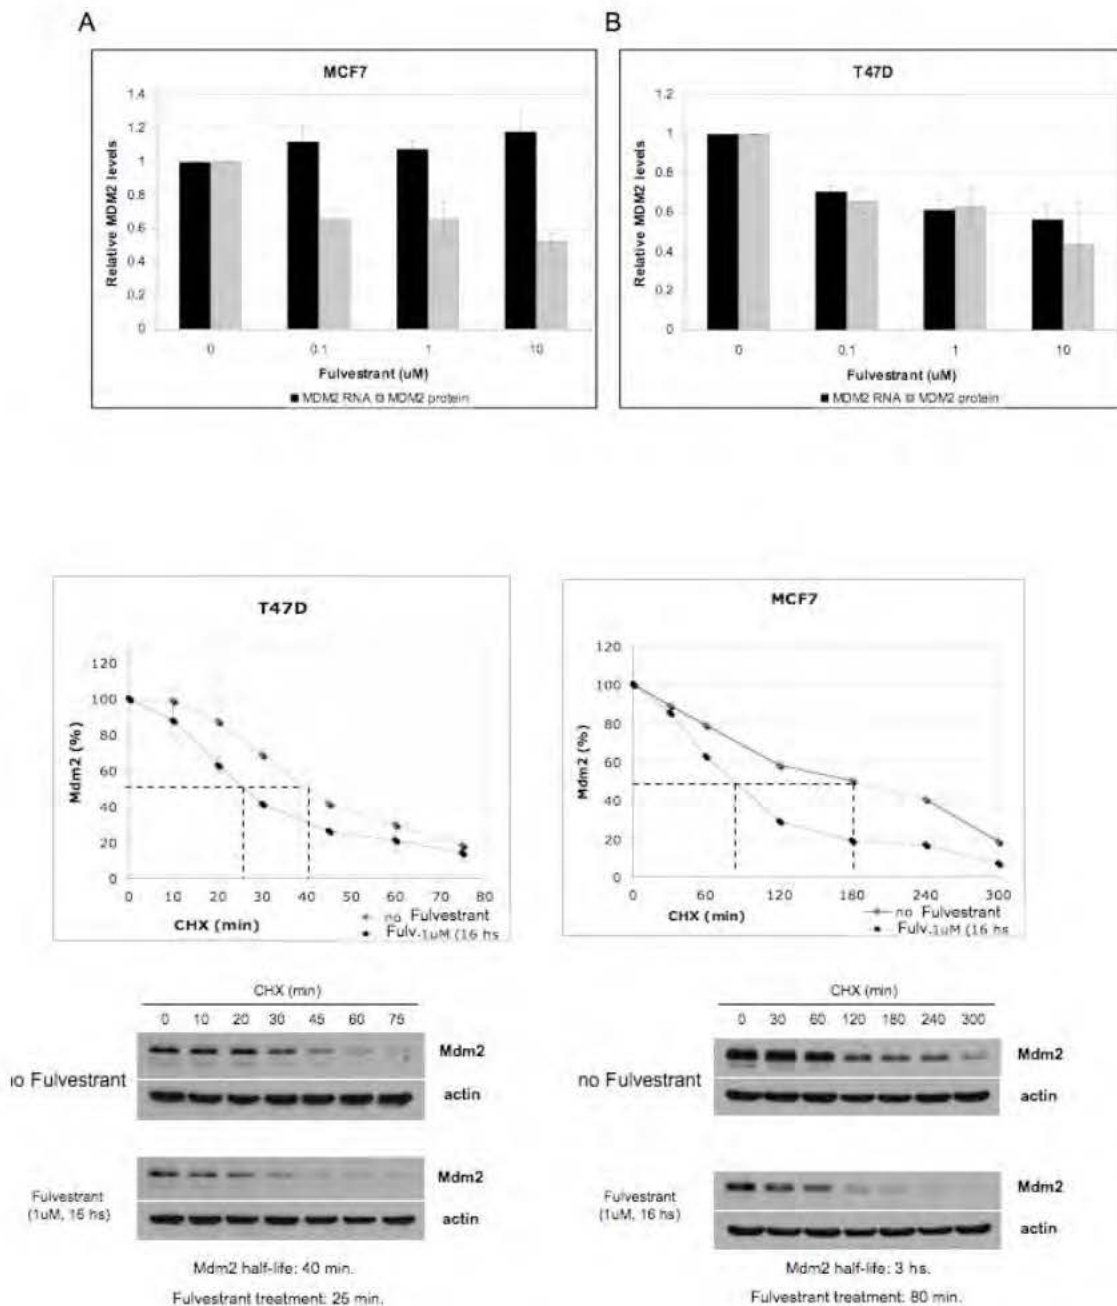 A
B
MCF7
Relative MDM2 levels
1.4
1.2
1
0.8
0.6
0.4
0.2
0
0 0.1 1 10
Fulvestrant (uM)
MDM2 RNA MDM2 protein
T47D
Relative MDM2 levels
1.2
1
0.8
0.6
0.4
0.2
0
0 0.1 1 10
Fulvestrant (uM)
MDM2 RNA MDM2 protein
T47D
Mdm2 (%)
120
100
80
60
40
20
0
0 10 20 30 40 50 60 70 80
CHX (min)
no Fulvestrant
Fulv.1uM (16 hs
MCF7
Mdm2 (%)
120
100
80
60
40
20
0
0 60 120 180 240 300
CHX (min)
no Fulvestrant
Fulv.1uM (16 hs
CHX (min)
0 10 20 30 45 60 75
Mdm2
no Fulvestrant
actin
Mdm2
Fulvestrant
(1uM, 16 hs)
actin
Mdm2 half-life: 40 min.
Fulvestrant treatment: 25 min.
CHX (min)
0 30 60 120 180 240 300
Mdm2
no Fulvestrant
actin
Mdm2
Fulvestrant
(1uM, 16 hs)
actin
Mdm2 half-life: 3 hs.
Fulvestrant treatment: 80 min.